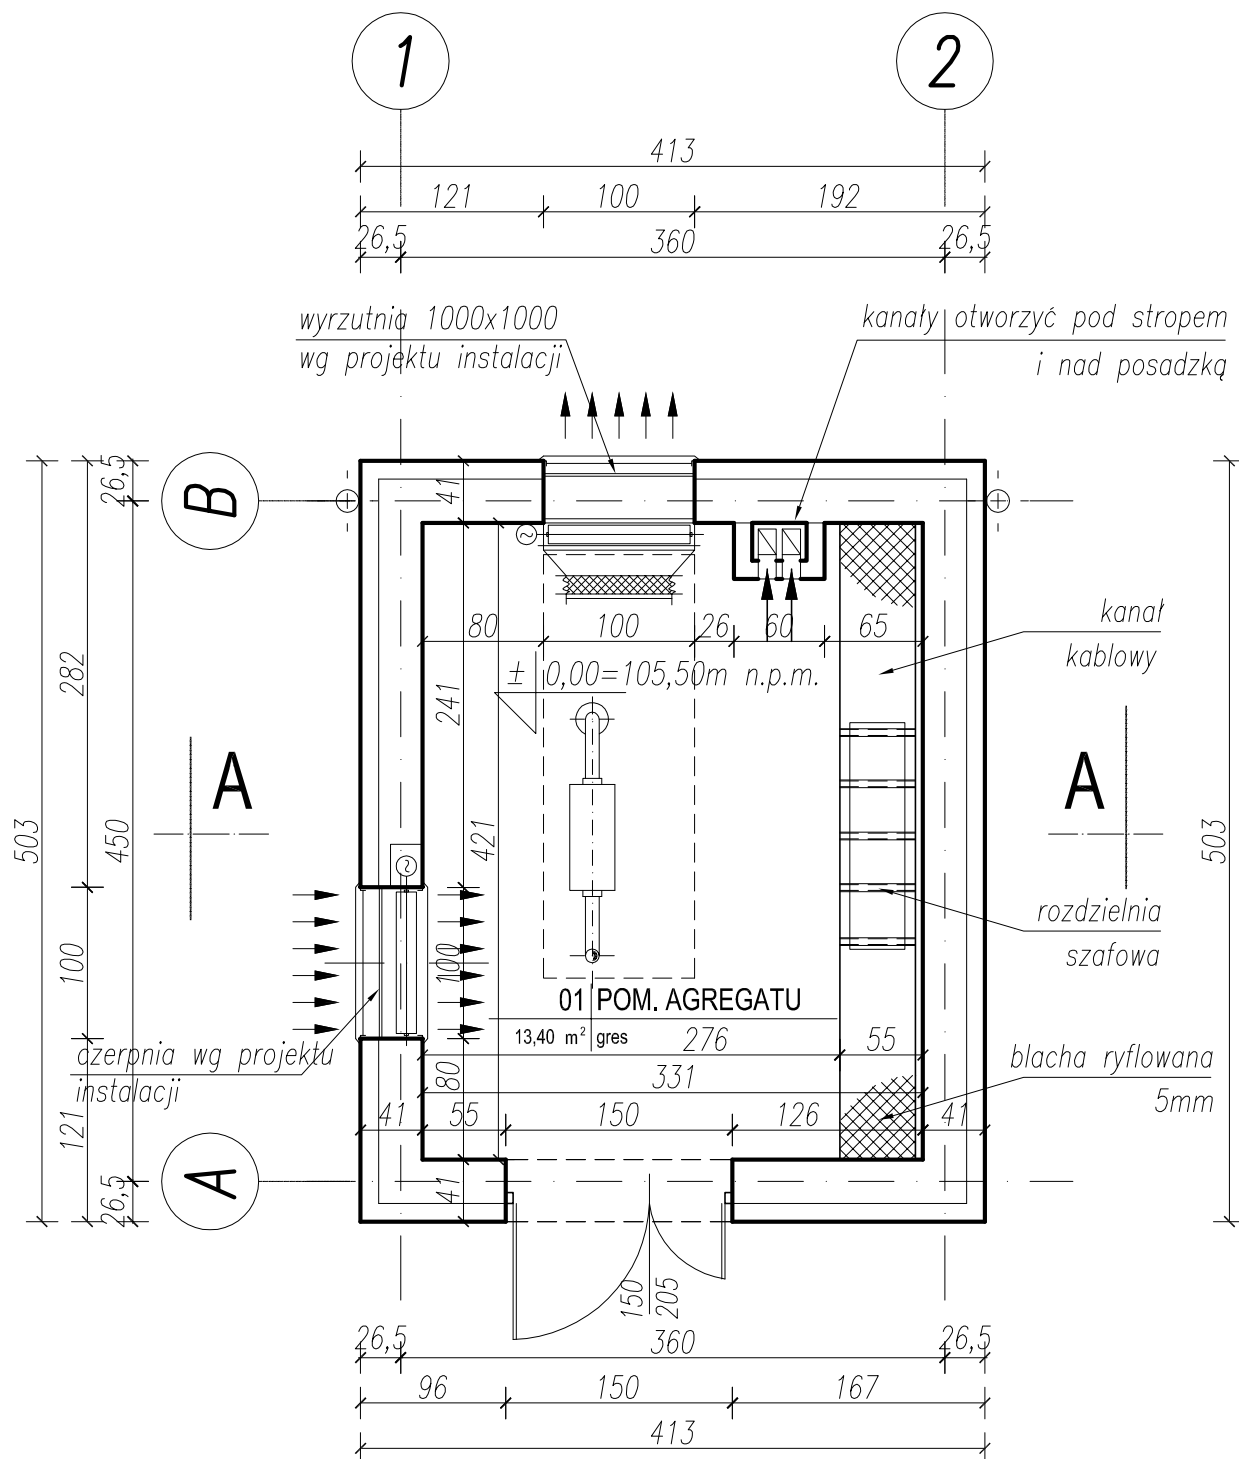 1
2
413
121 100 192
26,5 360 26,5
wyrzutnia 1000x1000
wg projektu instalacji
kanały otworzyć pod stropem
i nad posadzką
B
26,5
41
80 100 26 60 65
± 0,00=105,50m n.p.m.
kanał
kablowy
282
241
A
A
503
450
421
503
100
100
rozdzielnia
szafowa
01 POM. AGREGATU
13,40 m² gres
276 55
czerpnia wg projektu
instalacji
80
331
blacha ryflowana
5mm
121
41 55 150 126 41
A
26,5
41
150
205
26,5 360 26,5
96 150 167
413